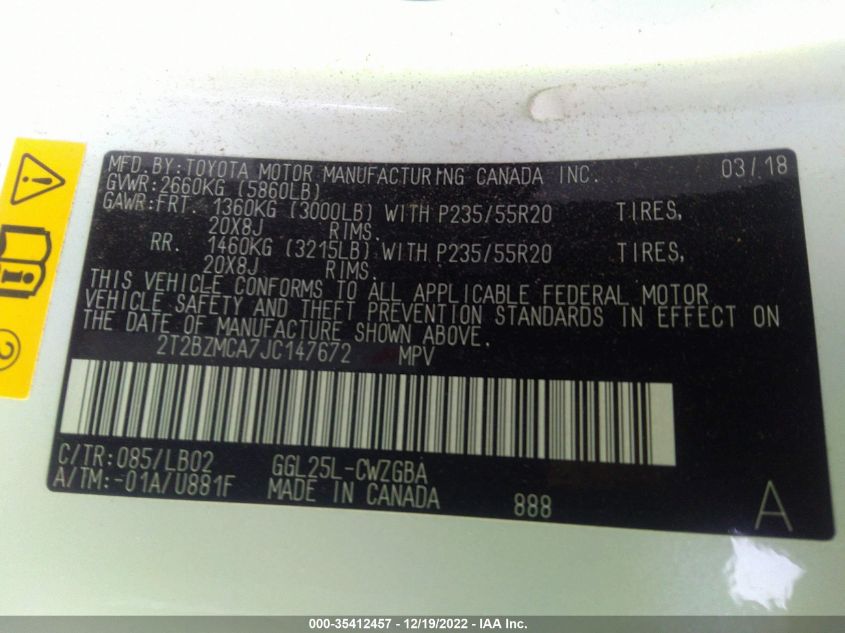 MFD. BY: TOYOTA MOTOR MANUFACTURING CANADA INC. 03/18
GVWR: 2660KG (5860LB)
GAWR: FRT. 1360KG (3000LB) WITH P235/55R20 TIRES,
20X8J RIMS.
RR. 1460KG (3215LB) WITH P235/55R20 TIRES,
20X8J RIMS.
THIS VEHICLE CONFORMS TO ALL APPLICABLE FEDERAL MOTOR
VEHICLE SAFETY AND THEFT PREVENTION STANDARDS IN EFFECT ON
THE DATE OF MANUFACTURE SHOWN ABOVE.
2T2BZMCA7JC147672 MPV
C/TR: 085/LB02 GGL25L-CWZGBA
A/TM: -01A/U881F MADE IN CANADA 888 A
2
000-35412457 - 12/19/2022 - IAA Inc.